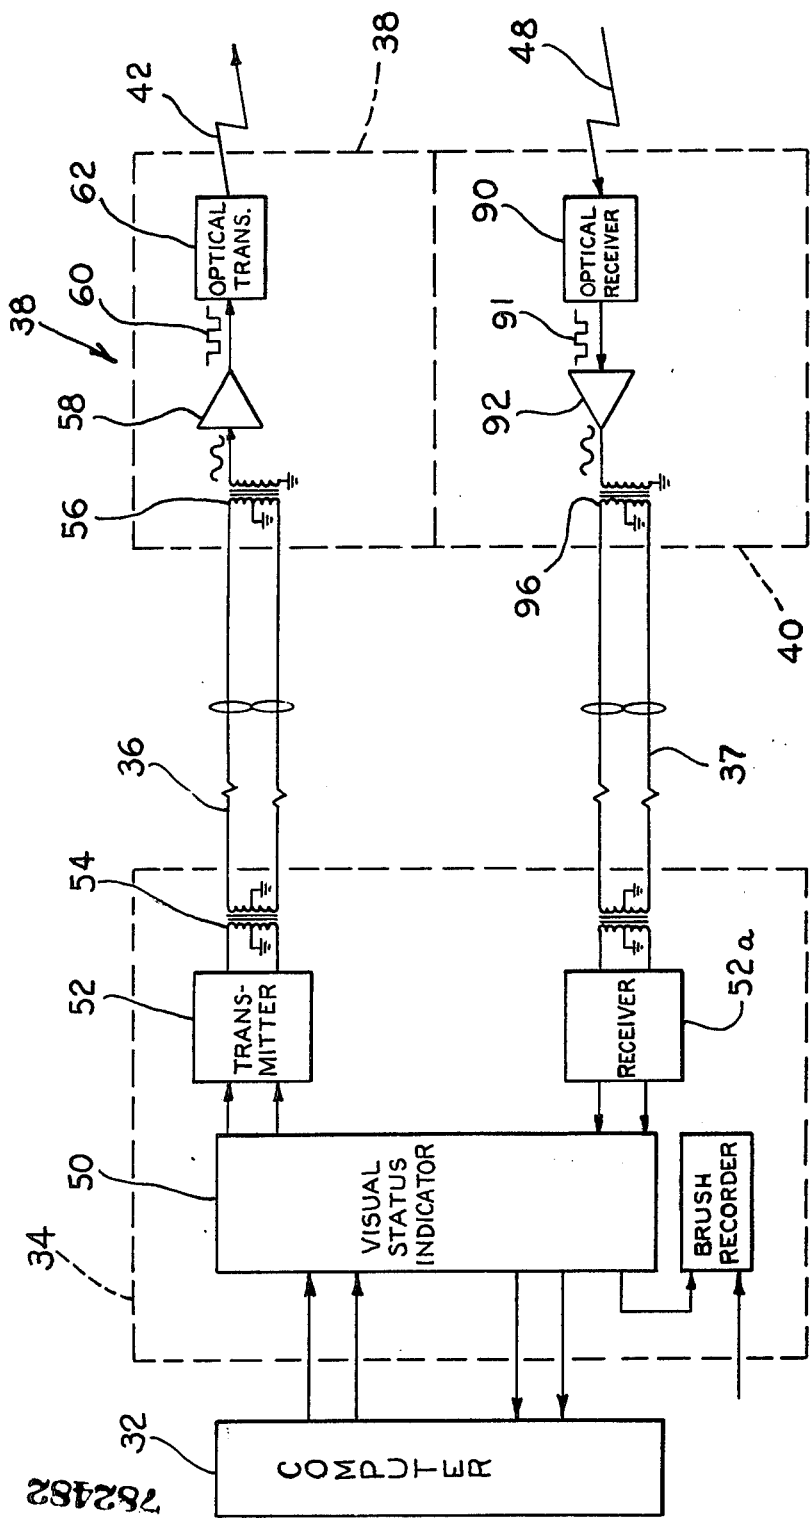 782482
32
COMPUTER
34
50
VISUAL
STATUS
INDICATOR
BRUSH
RECORDER
52
TRANS-
MITTER
54
RECEIVER
52a
36
37
38
56
58
60
62
OPTICAL
TRANS.
42
38
96
92
91
90
OPTICAL
RECEIVER
48
40